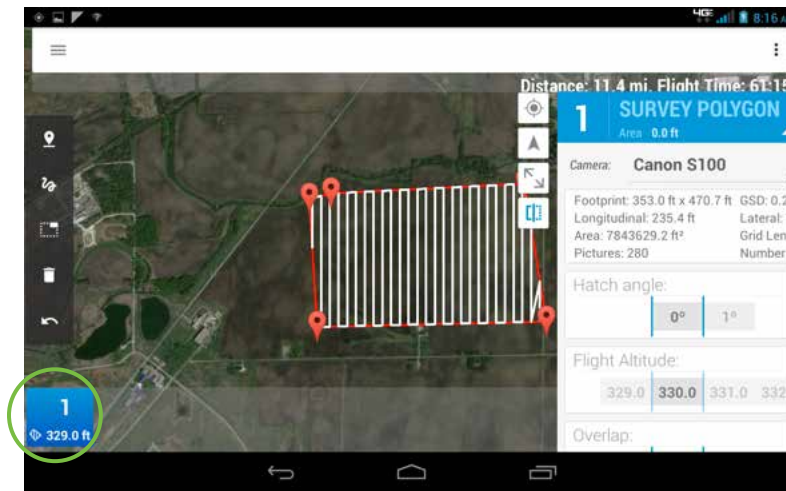 4GE 8:16 A
Distance: 11.4 mi, Flight Time: 61:15
1
SURVEY POLYGON
Area 0.0 ft
Camera: Canon S100
Footprint: 353.0 ft x 470.7 ft GSD: 0.2
Longitudinal: 235.4 ft Lateral:
Area: 7843629.2 ft² Grid Len
Pictures: 280 Number
Hatch angle:
0º 1º
Flight Altitude:
329.0 330.0 331.0 332
Overlap:
1
329.0 ft